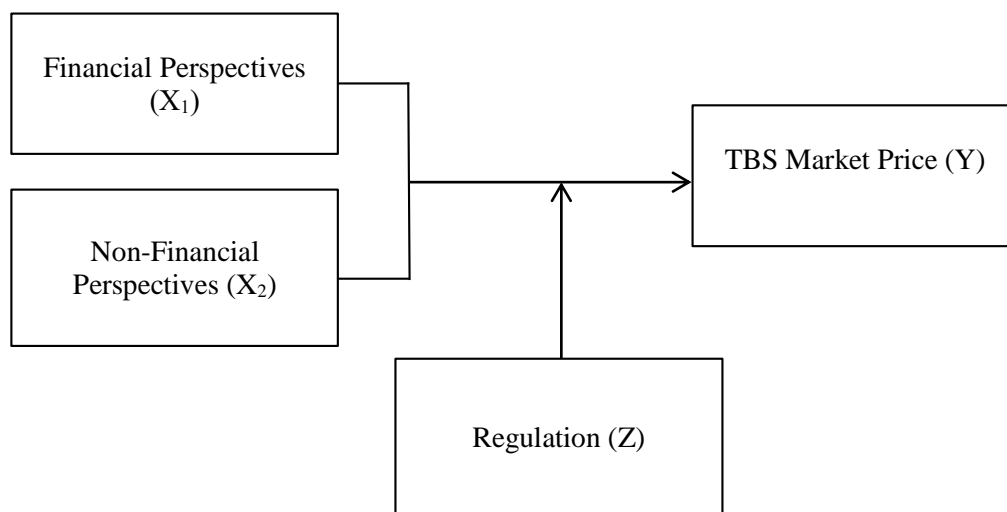 Financial Perspectives
(X₁)
TBS Market Price (Y)
Non-Financial
Perspectives (X₂)
Regulation (Z)